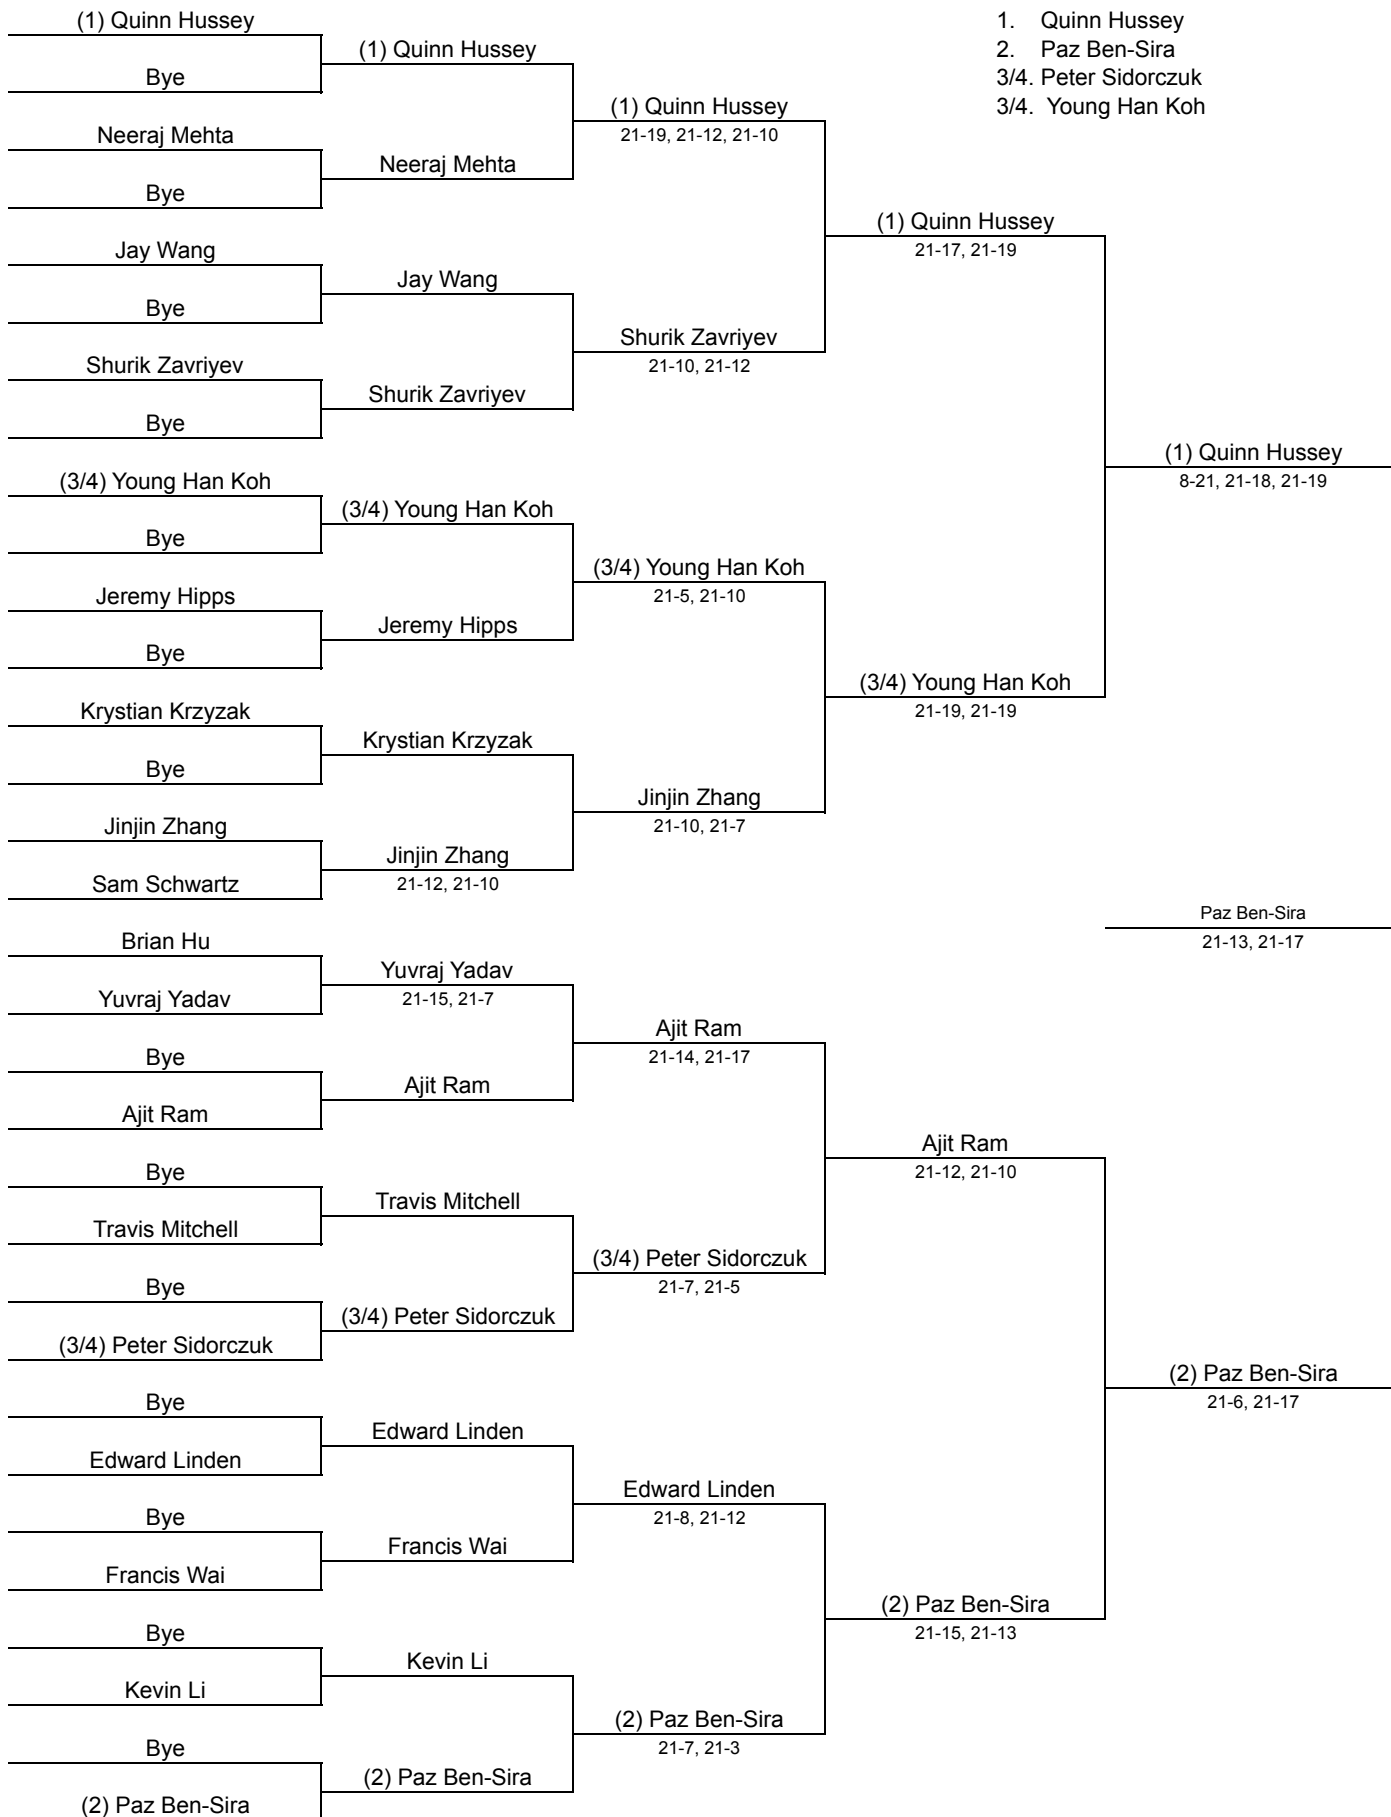 (1) Quinn Hussey
Bye
Neeraj Mehta
Bye
Jay Wang
Bye
Shurik Zavriyev
Bye
(3/4) Young Han Koh
Bye
Jeremy Hipps
Bye
Krystian Krzyzak
Bye
Jinjin Zhang
Sam Schwartz
Brian Hu
Yuvraj Yadav
Bye
Ajit Ram
Bye
Travis Mitchell
Bye
(3/4) Peter Sidorczuk
Bye
Edward Linden
Bye
Francis Wai
Bye
Kevin Li
Bye
(2) Paz Ben-Sira
(1) Quinn Hussey
Neeraj Mehta
Jay Wang
Shurik Zavriyev
(3/4) Young Han Koh
Jeremy Hipps
Krystian Krzyzak
Jinjin Zhang
21-12, 21-10
Yuvraj Yadav
21-15, 21-7
Ajit Ram
Travis Mitchell
(3/4) Peter Sidorczuk
Edward Linden
Francis Wai
Kevin Li
(2) Paz Ben-Sira
(1) Quinn Hussey
21-19, 21-12, 21-10
Shurik Zavriyev
21-10, 21-12
(3/4) Young Han Koh
21-5, 21-10
Jinjin Zhang
21-10, 21-7
Ajit Ram
21-14, 21-17
(3/4) Peter Sidorczuk
21-7, 21-5
Edward Linden
21-8, 21-12
(2) Paz Ben-Sira
21-7, 21-3
(1) Quinn Hussey
21-17, 21-19
(3/4) Young Han Koh
21-19, 21-19
Ajit Ram
21-12, 21-10
(2) Paz Ben-Sira
21-15, 21-13
1. Quinn Hussey
2. Paz Ben-Sira
3/4. Peter Sidorczuk
3/4. Young Han Koh
(1) Quinn Hussey
8-21, 21-18, 21-19
Paz Ben-Sira
21-13, 21-17
(2) Paz Ben-Sira
21-6, 21-17